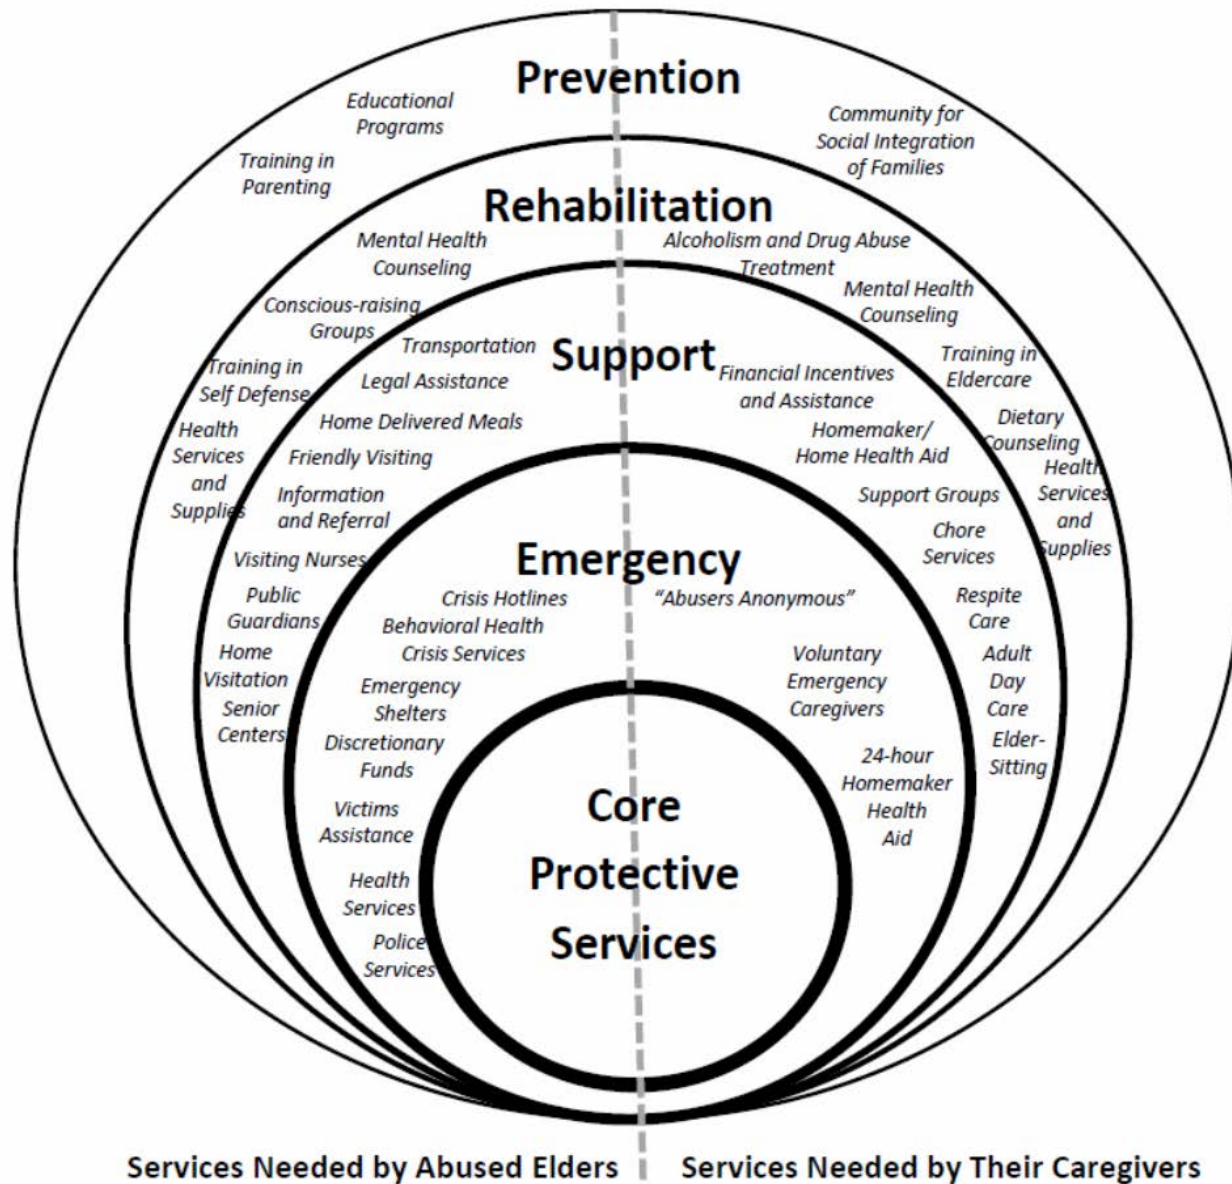 Prevention
Educational
Programs
Training in
Parenting
Community for
Social Integration
of Families
Rehabilitation
Mental Health
Counseling
Conscious-raising
Groups
Training in
Self Defense
Health
Services
and
Supplies
Alcoholism and Drug Abuse
Treatment
Mental Health
Counseling
Training in
Eldercare
Dietary
Counseling
Health
Services
and
Supplies
Support
Transportation
Legal Assistance
Home Delivered Meals
Friendly Visiting
Information
and Referral
Visiting Nurses
Public
Guardians
Home
Visitation
Senior
Centers
Financial Incentives
and Assistance
Homemaker/
Home Health Aid
Support Groups
Chore
Services
Respite
Care
Adult
Day
Care
Elder-
Sitting
Emergency
Crisis Hotlines
Behavioral Health
Crisis Services
Emergency
Shelters
Discretionary
Funds
Victims
Assistance
Health
Services
Police
Services
“Abusers Anonymous”
Voluntary
Emergency
Caregivers
24-hour
Homemaker
Health
Aid
Core
Protective
Services
Services Needed by Abused Elders
Services Needed by Their Caregivers